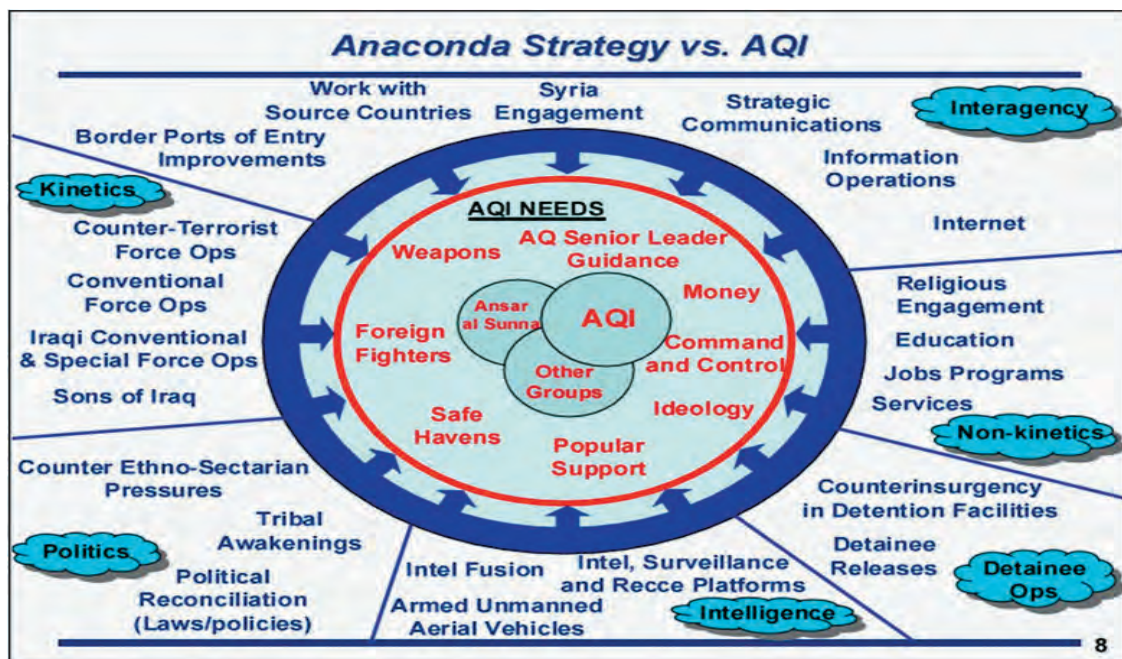 Anaconda Strategy vs. AQI
Work with
Source Countries
Syria
Engagement
Strategic
Communications
Interagency
Border Ports of Entry
Improvements
Information
Operations
Internet
Kinetics
Counter-Terrorist
Force Ops
Conventional
Force Ops
Iraqi Conventional
& Special Force Ops
Sons of Iraq
AQI NEEDS
Weapons
AQ Senior Leader
Guidance
Money
Foreign
Fighters
Ansar
al Sunna
AQI
Command
and Control
Other
Groups
Safe
Havens
Ideology
Popular
Support
Religious
Engagement
Education
Jobs Programs
Services
Non-kinetics
Counter Ethno-Sectarian
Pressures
Tribal
Awakenings
Politics
Political
Reconciliation
(Laws/policies)
Intel Fusion
Armed Unmanned
Aerial Vehicles
Intel, Surveillance
and Recce Platforms
Intelligence
Counterinsurgency
in Detention Facilities
Detainee
Releases
Detainee
Ops
8